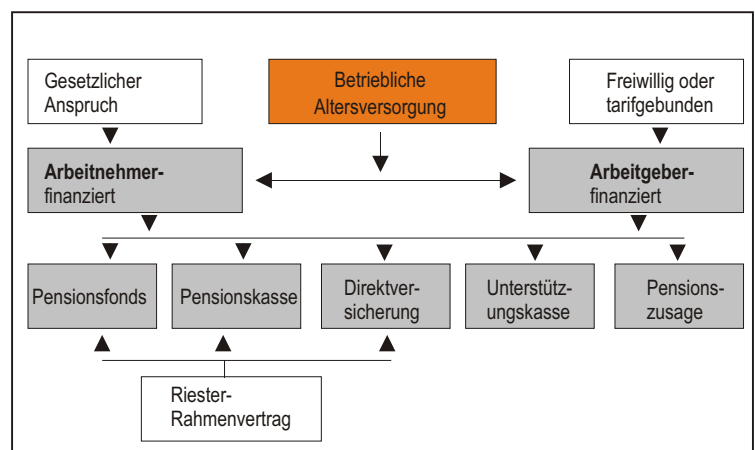 Gesetzlicher
Anspruch
Betriebliche
Altersversorgung
Freiwillig oder
tarifgebunden
Arbeitnehmer-
finanziert
Arbeitgeber-
finanziert
Pensionsfonds
Pensionskasse
Direktver-
sicherung
Unterstütz-
ungskasse
Pensions-
zusage
Riester-
Rahmenvertrag